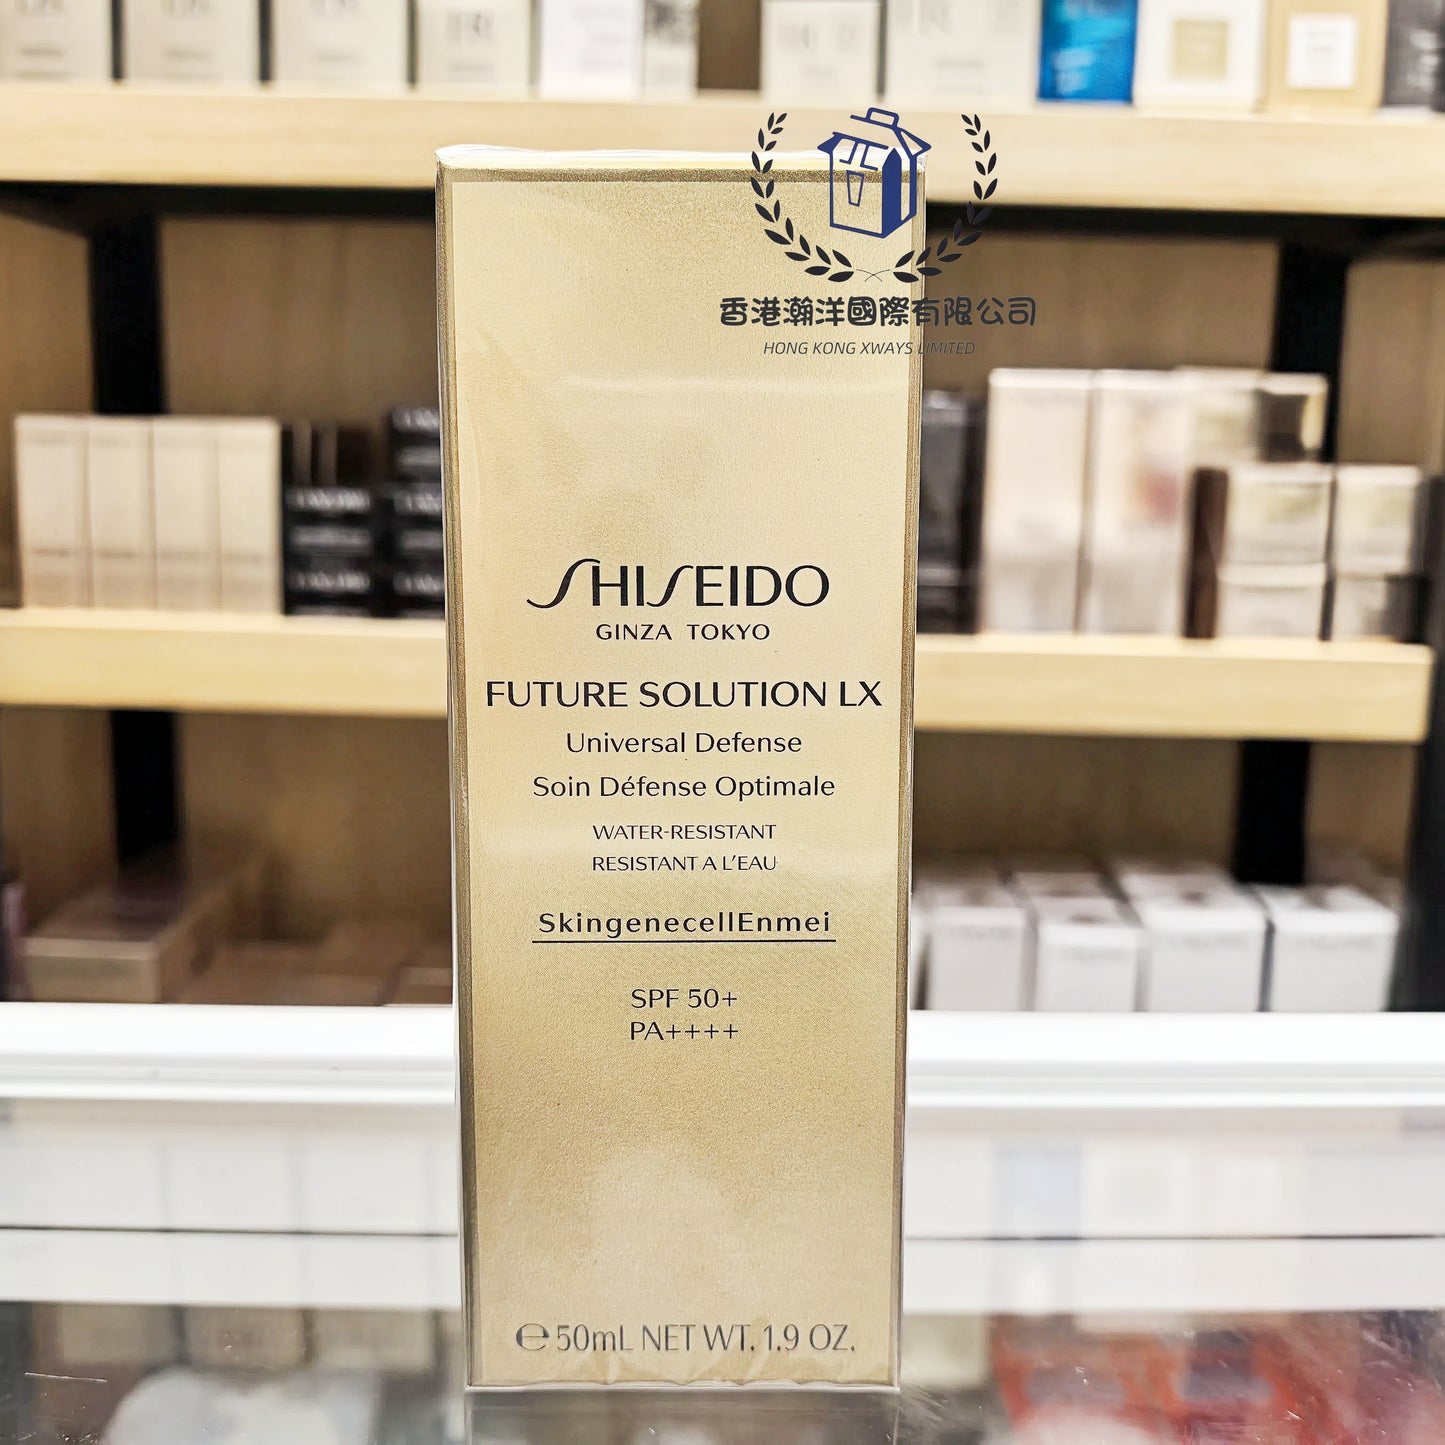 香港瀚洋國際有限公司
HONG KONG XWAYS LIMITED
SHISEIDO
GINZA TOKYO
FUTURE SOLUTION LX
Universal Defense
Soin Défense Optimale
WATER-RESISTANT
RESISTANT A L'EAU
SkingenecellEnmei
SPF 50+
PA++++
℮50mL NET WT. 1.9 OZ.